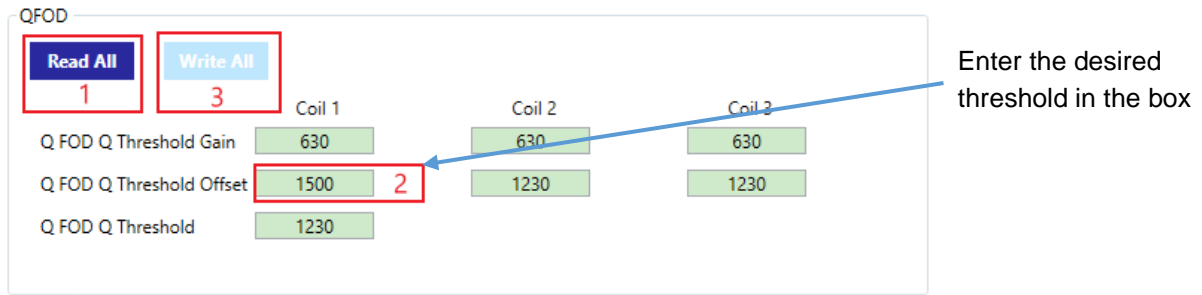 QFOD
Read All Write All
1 3
Coil 1 Coil 2 Coil 3
Q FOD Q Threshold Gain 630 630 630
Q FOD Q Threshold Offset 1500 2 1230 1230
Q FOD Q Threshold 1230
Enter the desired
threshold in the box